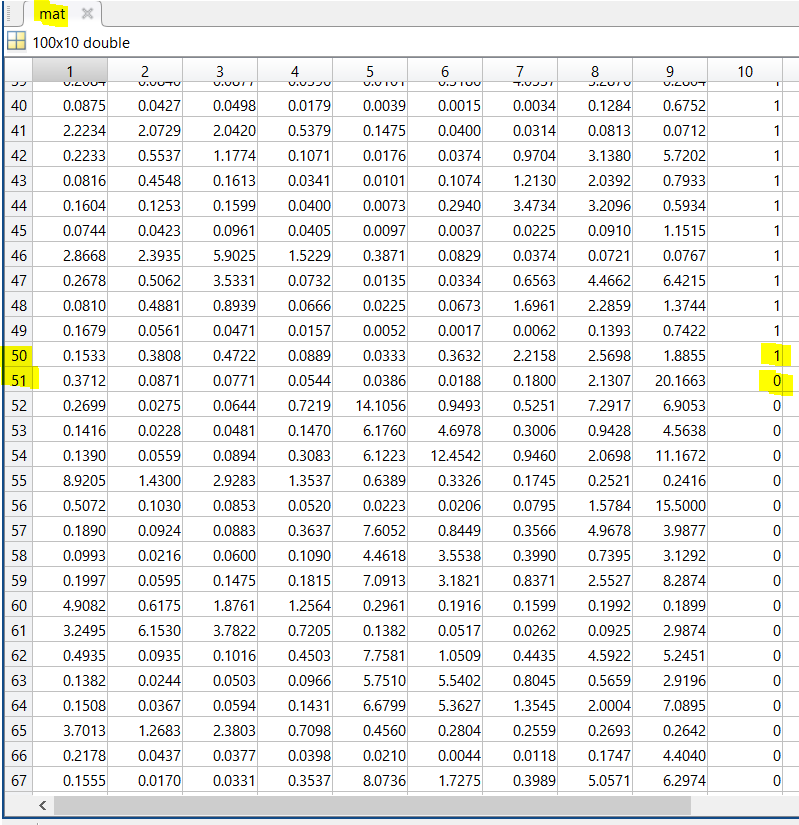 mat
100x10 double
1 2 3 4 5 6 7 8 9 10
40 0.0875 0.0427 0.0498 0.0179 0.0039 0.0015 0.0034 0.1284 0.6752 1
41 2.2234 2.0729 2.0420 0.5379 0.1475 0.0400 0.0314 0.0813 0.0712 1
42 0.2233 0.5537 1.1774 0.1071 0.0176 0.0374 0.9704 3.1380 5.7202 1
43 0.0816 0.4548 0.1613 0.0341 0.0101 0.1074 1.2130 2.0392 0.7933 1
44 0.1604 0.1253 0.1599 0.0400 0.0073 0.2940 3.4734 3.2096 0.5934 1
45 0.0744 0.0423 0.0961 0.0405 0.0097 0.0037 0.0225 0.0910 1.1515 1
46 2.8668 2.3935 5.9025 1.5229 0.3871 0.0829 0.0374 0.0721 0.0767 1
47 0.2678 0.5062 3.5331 0.0732 0.0135 0.0334 0.6563 4.4662 6.4215 1
48 0.0810 0.4881 0.8939 0.0666 0.0225 0.0673 1.6961 2.2859 1.3744 1
49 0.1679 0.0561 0.0471 0.0157 0.0052 0.0017 0.0062 0.1393 0.7422 1
50 0.1533 0.3808 0.4722 0.0889 0.0333 0.3632 2.2158 2.5698 1.8855 1
51 0.3712 0.0871 0.0771 0.0544 0.0386 0.0188 0.1800 2.1307 20.1663 0
52 0.2699 0.0275 0.0644 0.7219 14.1056 0.9493 0.5251 7.2917 6.9053 0
53 0.1416 0.0228 0.0481 0.1470 6.1760 4.6978 0.3006 0.9428 4.5638 0
54 0.1390 0.0559 0.0894 0.3083 6.1223 12.4542 0.9460 2.0698 11.1672 0
55 8.9205 1.4300 2.9283 1.3537 0.6389 0.3326 0.1745 0.2521 0.2416 0
56 0.5072 0.1030 0.0853 0.0520 0.0223 0.0206 0.0795 1.5784 15.5000 0
57 0.1890 0.0924 0.0883 0.3637 7.6052 0.8449 0.3566 4.9678 3.9877 0
58 0.0993 0.0216 0.0600 0.1090 4.4618 3.5538 0.3990 0.7395 3.1292 0
59 0.1997 0.0595 0.1475 0.1815 7.0913 3.1821 0.8371 2.5527 8.2874 0
60 4.9082 0.6175 1.8761 1.2564 0.2961 0.1916 0.1599 0.1992 0.1899 0
61 3.2495 6.1530 3.7822 0.7205 0.1382 0.0517 0.0262 0.0925 2.9874 0
62 0.4935 0.0935 0.1016 0.4503 7.7581 1.0509 0.4435 4.5922 5.2451 0
63 0.1382 0.0244 0.0503 0.0966 5.7510 5.5402 0.8045 0.5659 2.9196 0
64 0.1508 0.0367 0.0594 0.1431 6.6799 5.3627 1.3545 2.0004 7.0895 0
65 3.7013 1.2683 2.3803 0.7098 0.4560 0.2804 0.2559 0.2693 0.2642 0
66 0.2178 0.0437 0.0377 0.0398 0.0210 0.0044 0.0118 0.1747 4.4040 0
67 0.1555 0.0170 0.0331 0.3537 8.0736 1.7275 0.3989 5.0571 6.2974 0